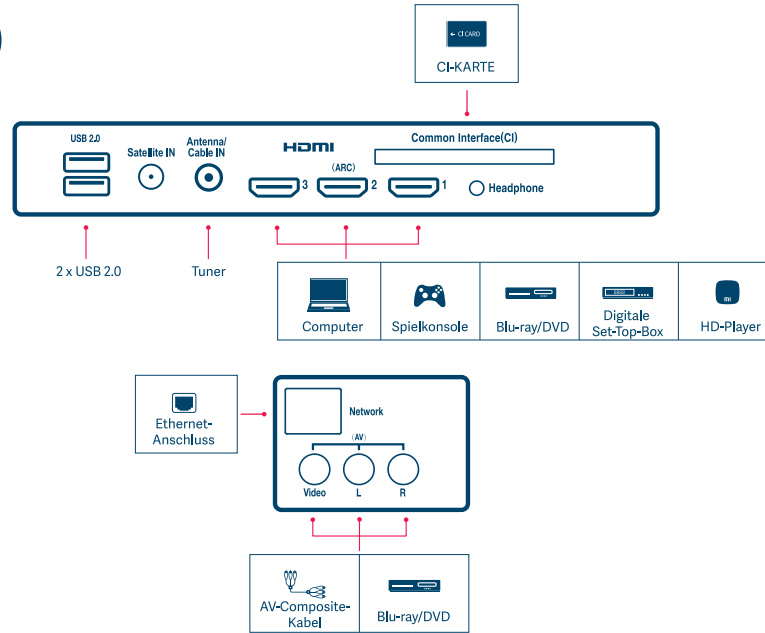 ← CI CARD
CI-KARTE
USB 2.0
Satellite IN
Antenna/
Cable IN
HDMI
Common Interface(CI)
(ARC)
3
2
1
Headphone
2 x USB 2.0
Tuner
Computer
Spielkonsole
Blu-ray/DVD
Digitale
Set-Top-Box
mi
HD-Player
Ethernet-
Anschluss
Network
(AV)
Video
L
R
AV-Composite-
Kabel
Blu-ray/DVD